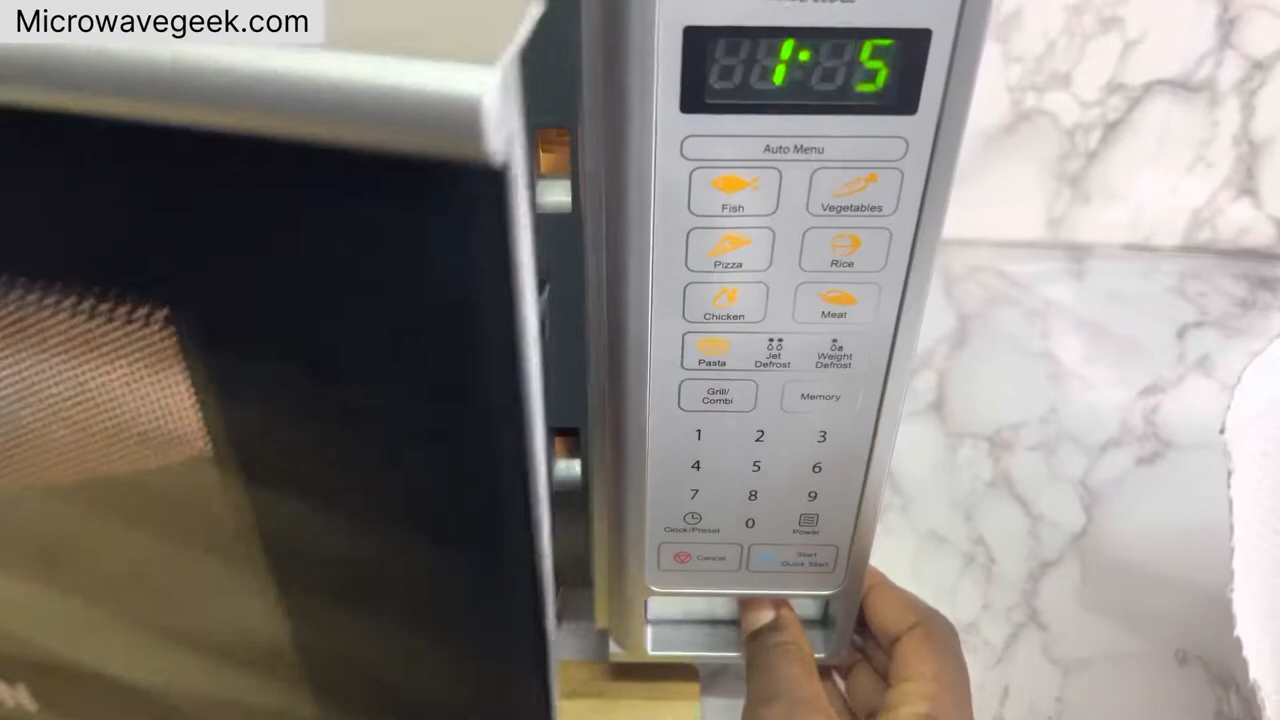 Microwavegeek.com
1: 5
Auto Menu
Fish
Vegetables
Pizza
Rice
Chicken
Meat
Pasta
Jet
Defrost
Weight
Defrost
Grill/
Combi
Memory
1 2 3
4 5 6
7 8 9
Clock/Preset
0
Power
Cancel
Start
Quick Start